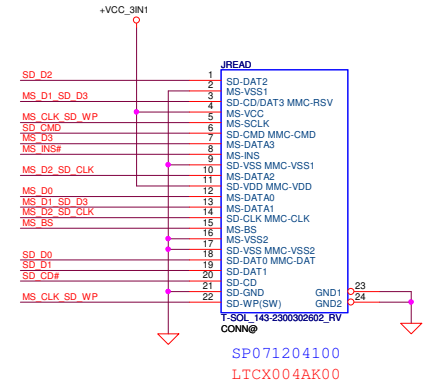 +VCC_3IN1
JREAD
SD_D2 1 SD-DAT2
2 MS-VSS1
MS_D1_SD_D3 3 SD-CD/DAT3 MMC-RSV
4 MS-VCC
MS_CLK_SD_WP 5 MS-SCLK
SD_CMD 6 SD-CMD MMC-CMD
MS_D3 7 MS-DATA3
MS_INS# 8 MS-INS
9 SD-VSS MMC-VSS1
MS_D2_SD_CLK 10 MS-DATA2
11 SD-VDD MMC-VDD
MS_D0 12 MS-DATA0
MS_D1_SD_D3 13 MS-DATA1
MS_D2_SD_CLK 14 SD-CLK MMC-CLK
MS_BS 15 MS-BS
16 MS-VSS2
17 SD-VSS MMC-VSS2
SD_D0 18 SD-DAT0 MMC-DAT
SD_D1 19 SD-DAT1
SD_CD# 20 SD-CD
21 SD-GND GND1 23
MS_CLK_SD_WP 22 SD-WP(SW) GND2 24
T-SOL_143-2300302602_RV
CONN@
SP071204100
LTCX004AK00